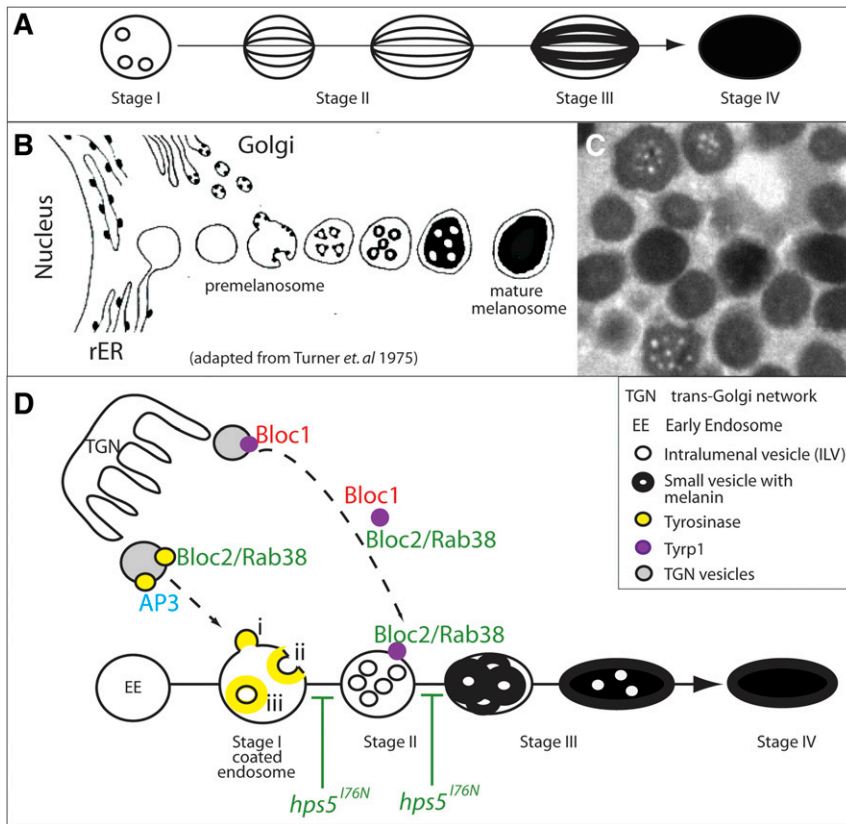 A
Stage I
Stage II
Stage III
Stage IV
B
Golgi
Nucleus
rER
premelanosome
mature
melanosome
(adapted from Turner et. al 1975)
C
D
TGN
Bloc1
Bloc1
Bloc2/Rab38
Bloc2/Rab38
AP3
Bloc2/Rab38
i
ii
iii
EE
Stage I
coated
endosome
Stage II
Stage III
Stage IV
hps5I76N
hps5I76N
TGN trans-Golgi network
EE Early Endosome
Intralumenal vesicle (ILV)
Small vesicle with
melanin
Tyrosinase
Tyrp1
TGN vesicles